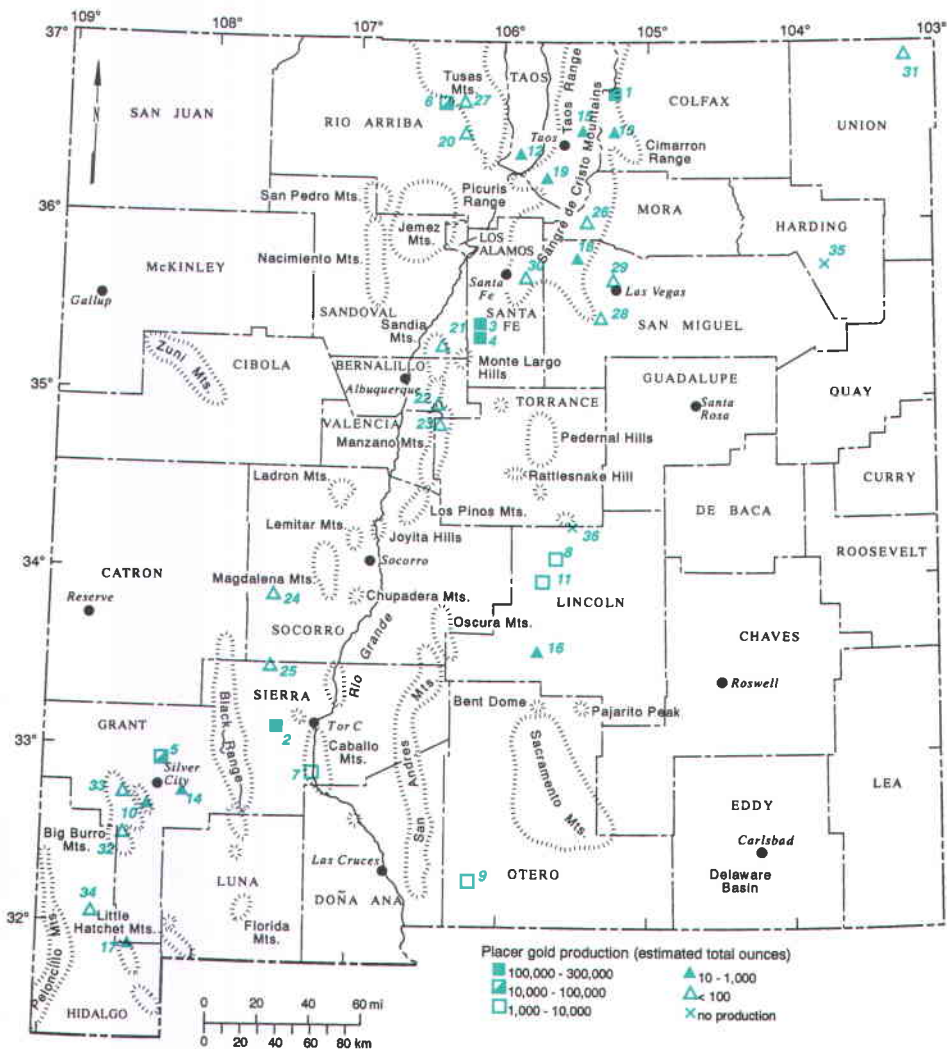 109°
108°
107°
106°
105°
104°
103°
37°
36°
35°
34°
33°
32°
N
SAN JUAN
RIO ARRIBA
Tusas
Mts.
6
27
20
TAOS
Taos
Taos Range
Sangre de Cristo Mountains
1
15
12
19
COLFAX
Cimarron
Range
UNION
31
San Pedro Mts.
Picuris
Range
MORA
HARDING
35
McKINLEY
Gallup
Nacimiento Mts.
Jemez
Mts.
LOS
ALAMOS
26
18
30
Santa
Fe
SANTA
FE
29
Las Vegas
28
SAN MIGUEL
SANDOVAL
Sandia
Mts.
21
3
4
Zuni
Mts.
CIBOLA
BERNALILLO
Albuquerque
Monte Largo
Hills
GUADALUPE
Santa
Rosa
QUAY
VALENCIA
22
23
Manzano Mts.
TORRANCE
Pedernal Hills
Rattlesnake Hill
CURRY
Ladron Mts.
Los Pinos Mts.
DE BACA
Lemitar Mts.
Joyita Hills
36
ROOSEVELT
CATRON
Reserve
Socorro
8
11
LINCOLN
Magdalena Mts.
24
Chupadera Mts.
SOCORRO
Oscura Mts.
CHAVES
25
Rio Grande
16
Roswell
SIERRA
Black Range
2
T or C
Caballo
Mts.
7
San Andres Mts.
Bent Dome
Pajarito Peak
Sacramento
Mts.
GRANT
5
Silver
City
33
10
14
LEA
Big Burro
Mts.
32
EDDY
Carlsbad
Delaware
Basin
LUNA
Las Cruces
DOÑA ANA
9
OTERO
34
Little
Hatchet Mts.
17
Florida
Mts.
Peloncillo Mts.
HIDALGO
0 20 40 60 mi
0 20 40 60 80 km
Placer gold production (estimated total ounces)
100,000 - 300,000
10,000 - 100,000
1,000 - 10,000
10 - 1,000
< 100
no production